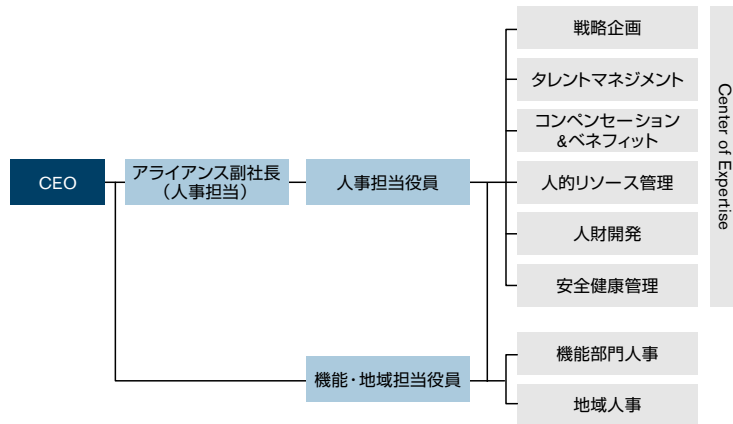 CEO
アライアンス副社長
（人事担当）
人事担当役員
機能・地域担当役員
戦略企画
タレントマネジメント
コンペンセーション
&ベネフィット
人的リソース管理
人財開発
安全健康管理
Center of Expertise
機能部門人事
地域人事